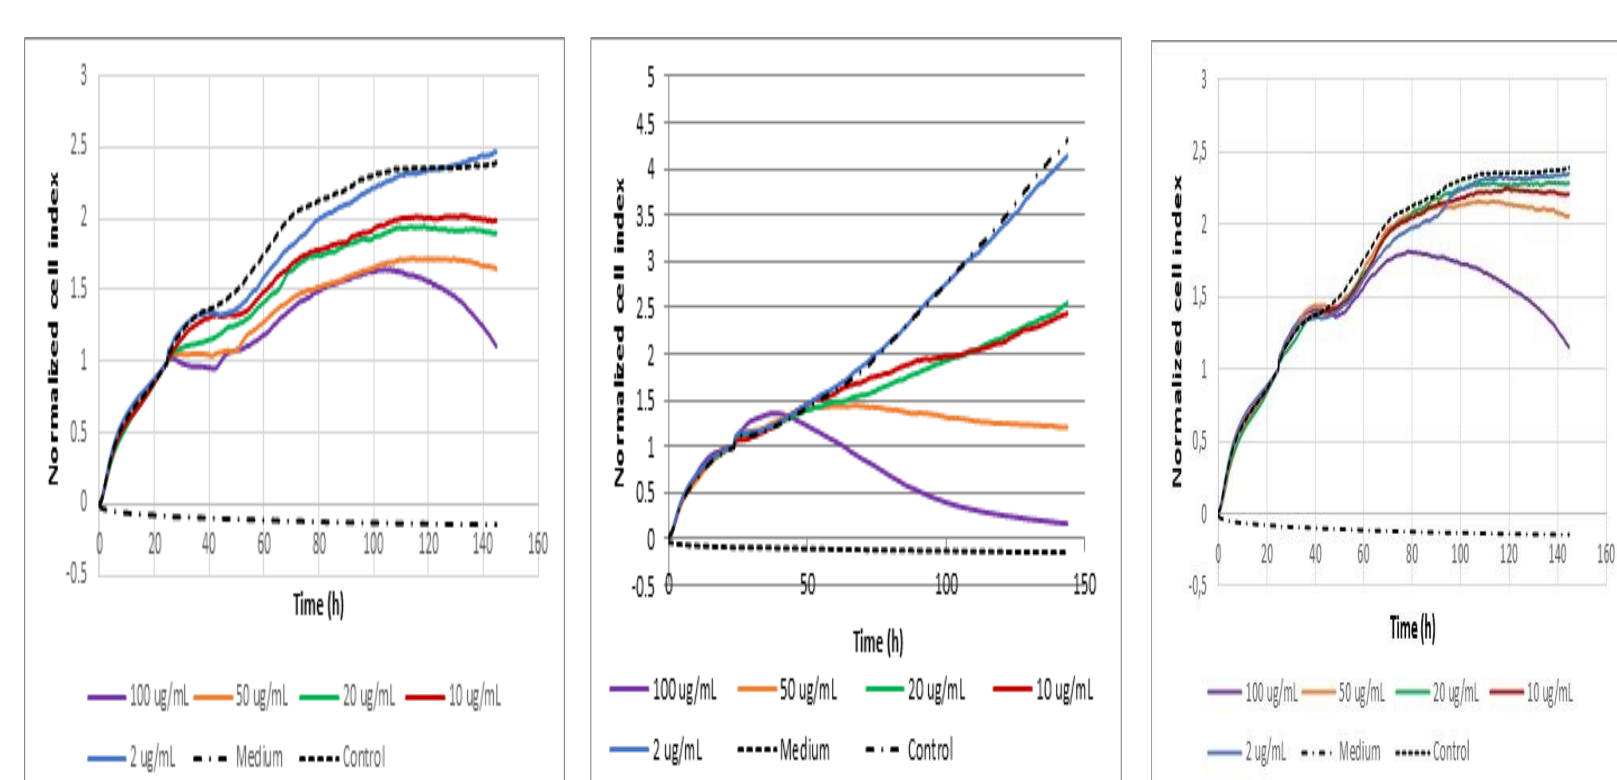 3
2.5
2
1.5
1
0.5
0
-0.5
0 20 40 60 80 100 120 140 160
Normalized cell index
Time (h)
100 ug/mL 50 ug/mL 20 ug/mL 10 ug/mL
2 ug/mL Medium Control
5
4.5
4
3.5
3
2.5
2
1.5
1
0.5
0
-0.5
0 50 100 150
Normalized cell index
Time (h)
100 ug/mL 50 ug/mL 20 ug/mL 10 ug/mL
2 ug/mL Medium Control
3
2,5
2
1,5
1
0,5
0
-0,5
0 20 40 60 80 100 120 140 160
Normalized cell index
Time (h)
100 ug/mL 50 ug/mL 20 ug/mL 10 ug/mL
2 ug/mL Medium Control